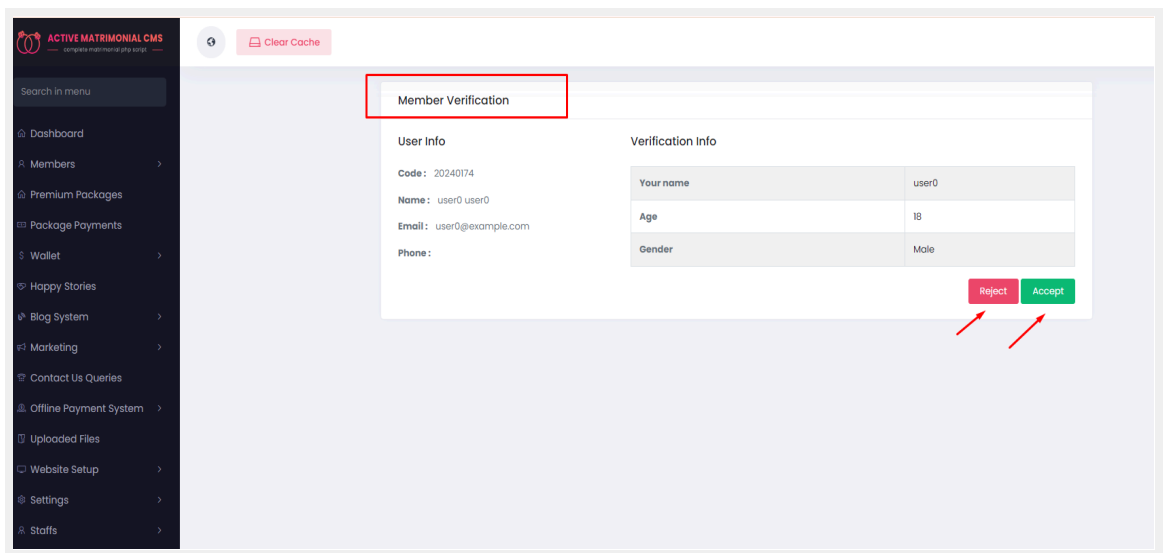 ACTIVE MATRIMONIAL CMS
complete matrimonial php script
Clear Cache
Search in menu
Dashboard
Members
Premium Packages
Package Payments
Wallet
Happy Stories
Blog System
Marketing
Contact Us Queries
Offline Payment System
Uploaded Files
Website Setup
Settings
Staffs
Member Verification
User Info
Code : 20240174
Name : user0 user0
Email : user0@example.com
Phone :
Verification Info
Your name user0
Age 18
Gender Male
Reject Accept